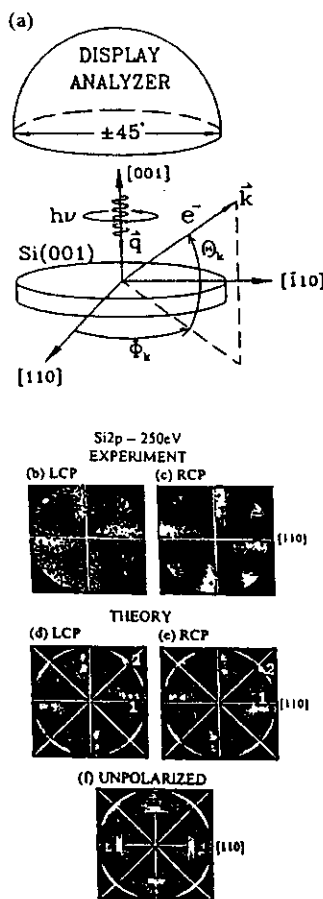 (a)
DISPLAY
ANALYZER
±45°
[001]
hν
q⃗
e⁻
k⃗
Θₖ
Si(001)
[1̄10]
[110]
Φₖ
Si2p – 250eV
EXPERIMENT
(b) LCP (c) RCP
[110]
THEORY
(d) LCP (e) RCP
2 2
1 1 [110]
(f) UNPOLARIZED
[110]